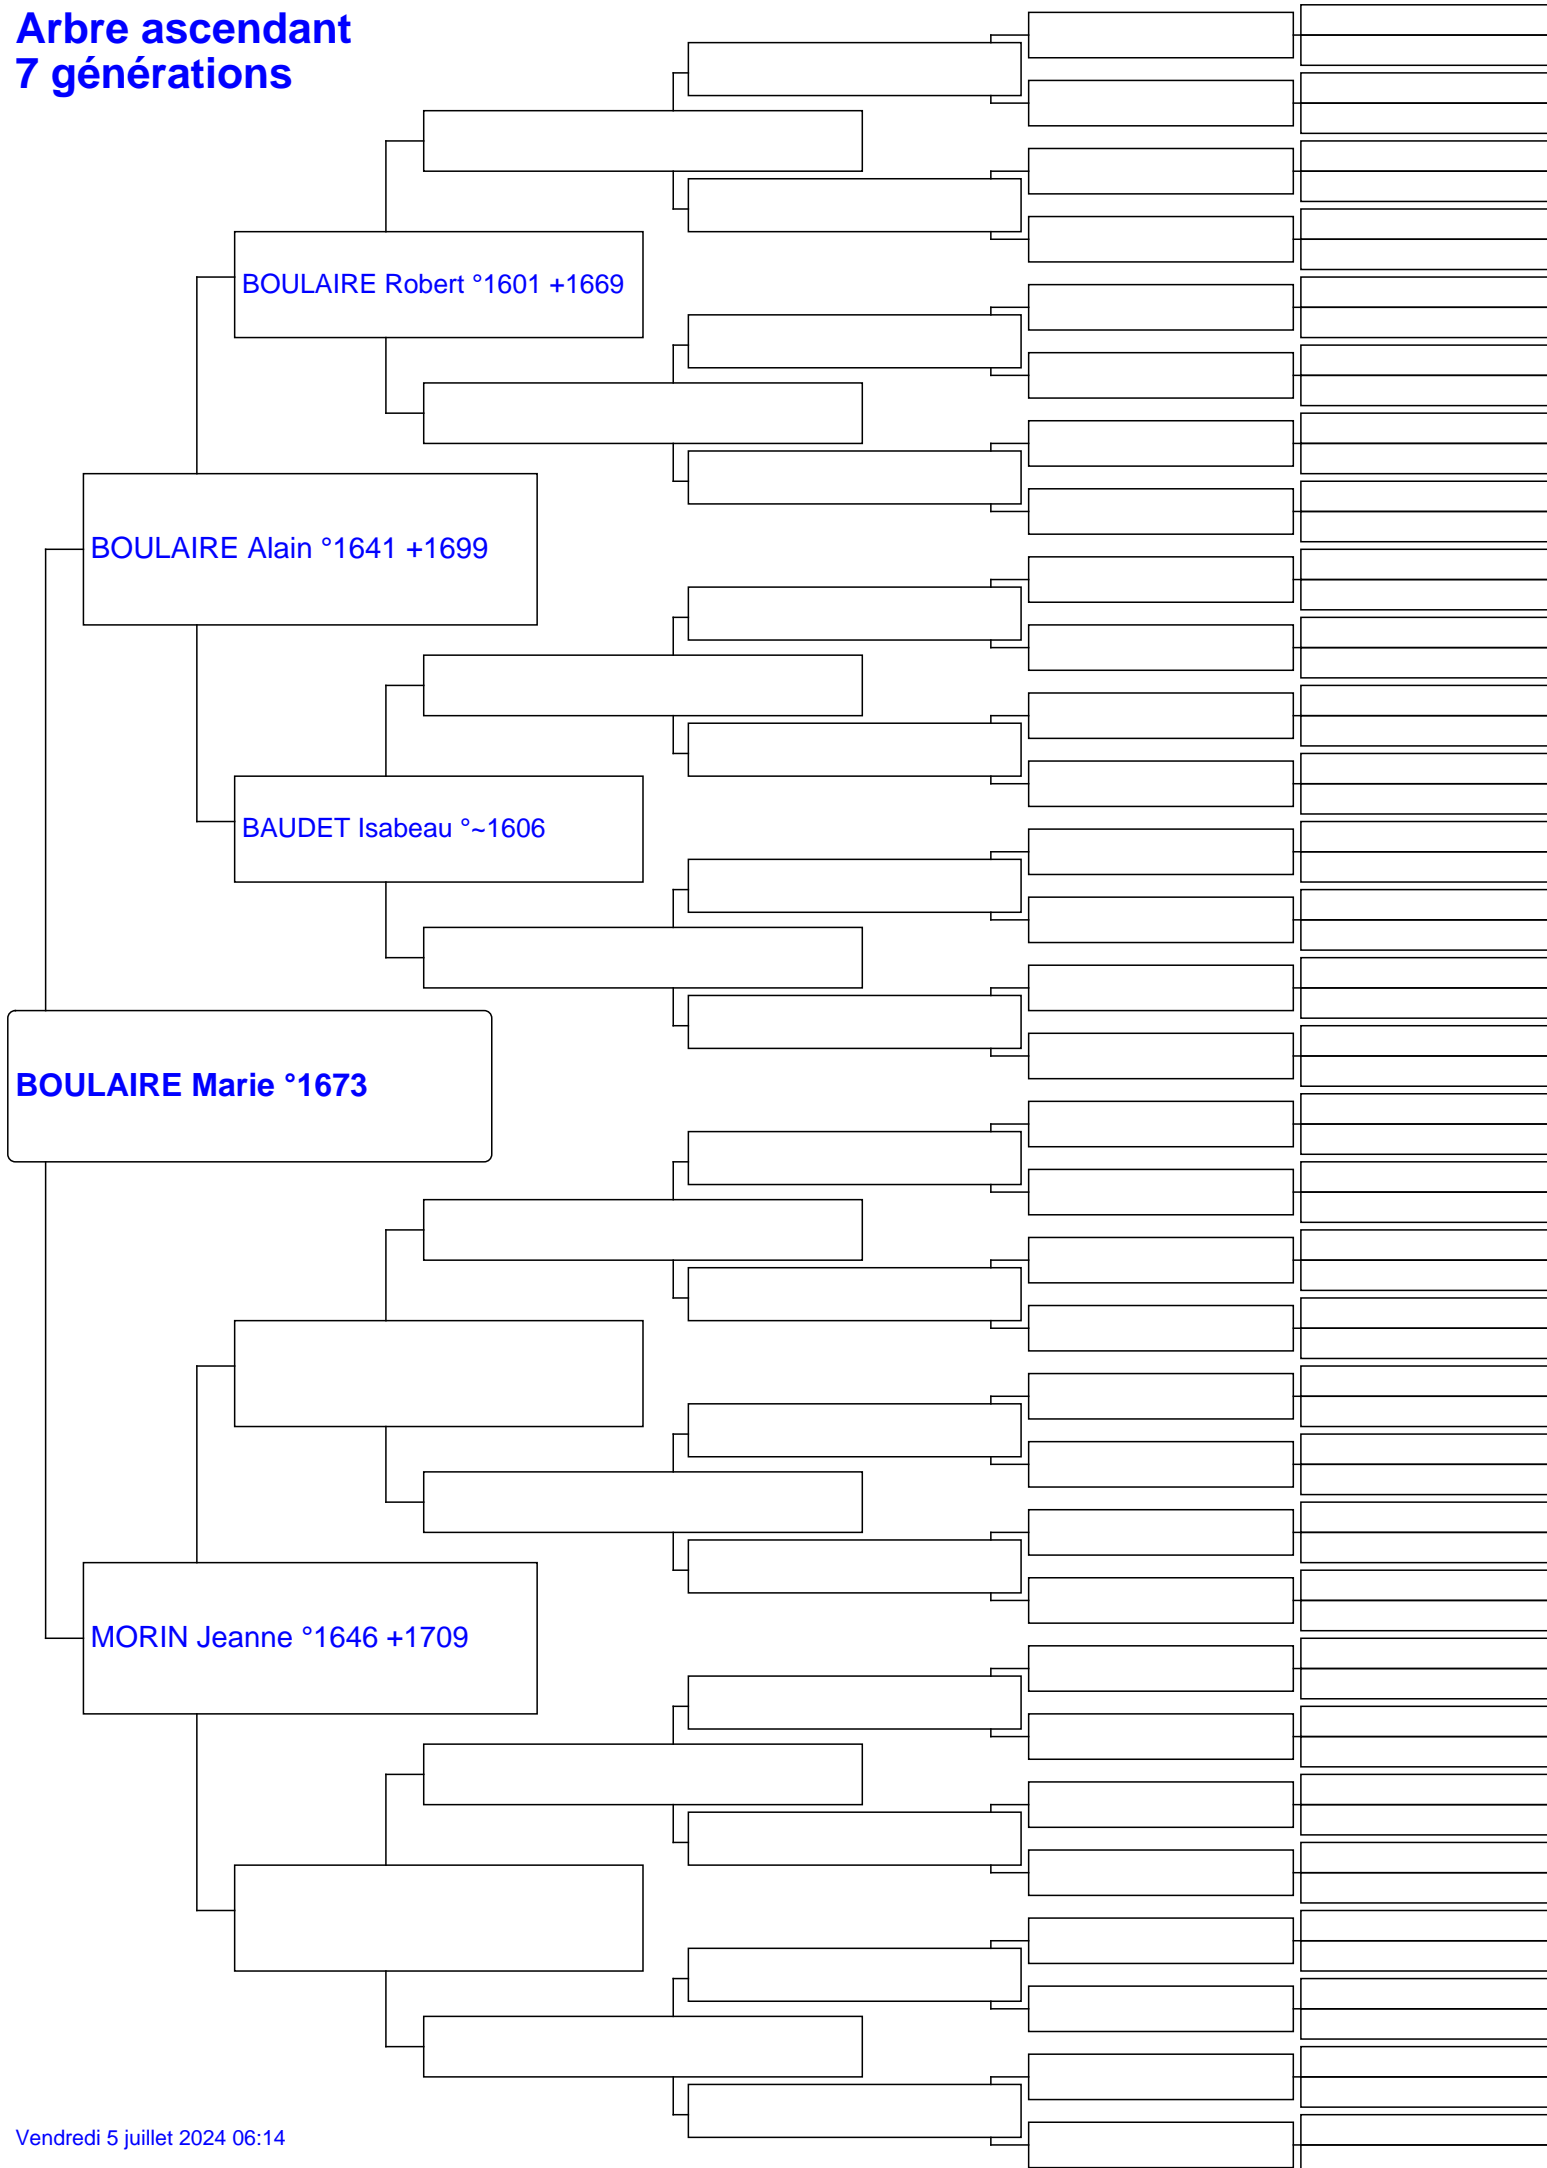 Arbre ascendant
7 générations
BOULAIRE Robert °1601 +1669
BOULAIRE Alain °1641 +1699
BAUDET Isabeau °~1606
BOULAIRE Marie °1673
MORIN Jeanne °1646 +1709
Vendredi 5 juillet 2024 06:14